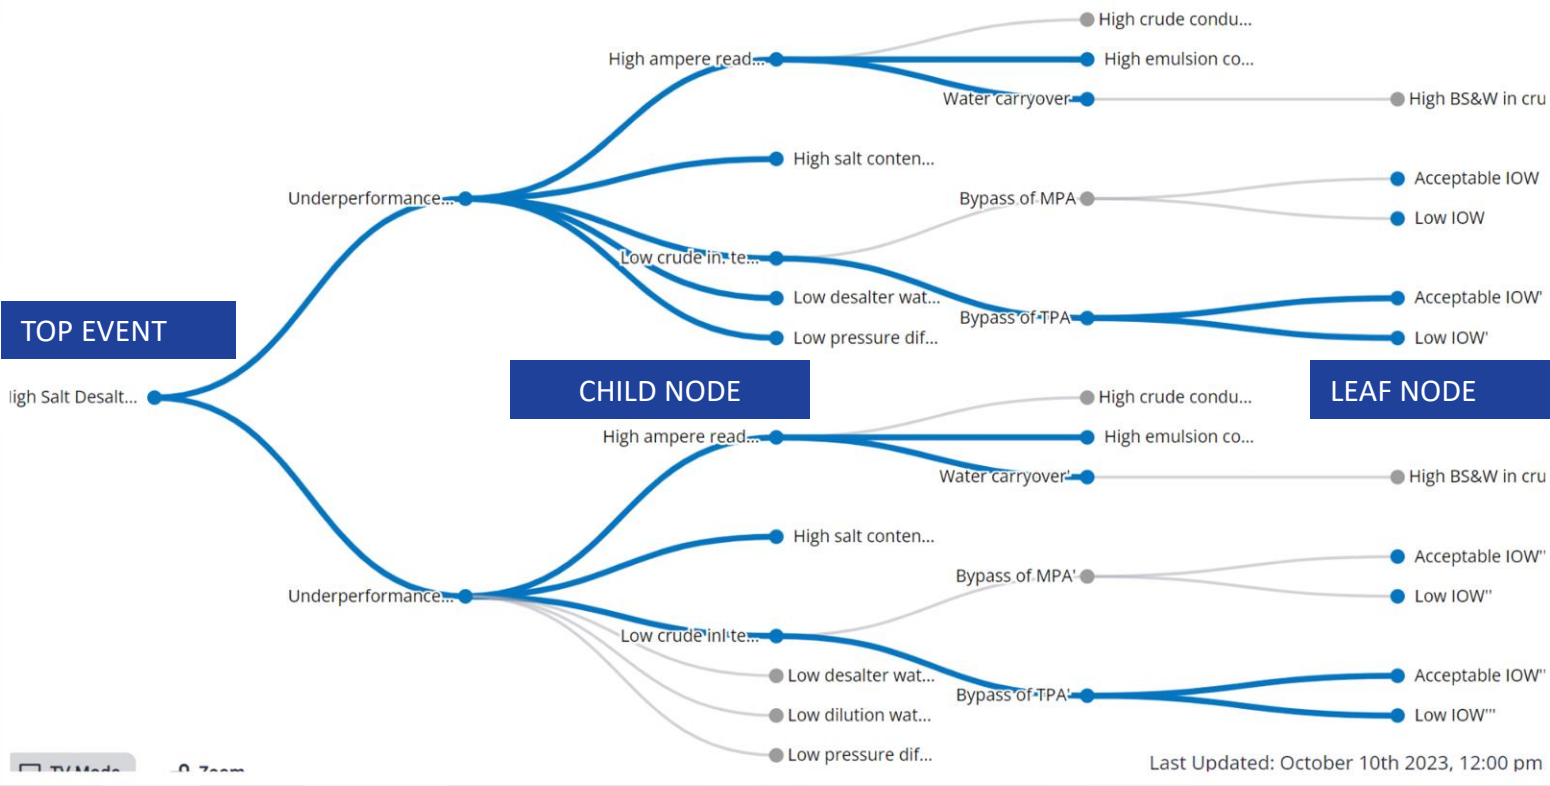 High crude condu...
High ampere read...
High emulsion co...
Water carryover
High BS&W in cru
High salt conten...
Acceptable IOW
Underperformance...
Bypass of MPA
Low IOW
Low crude in. te...
Low desalter wat...
Acceptable IOW'
Bypass of TPA
TOP EVENT
Low pressure dif...
Low IOW'
CHILD NODE
LEAF NODE
igh Salt Desalt...
High crude condu...
High ampere read...
High emulsion co...
Water carryover'
High BS&W in cru
High salt conten...
Acceptable IOW''
Bypass of MPA'
Underperformance...
Low IOW''
Low crude inl te...
Low desalter wat...
Acceptable IOW''
Bypass of TPA'
Low dilution wat...
Low IOW'''
Low pressure dif...
Last Updated: October 10th 2023, 12:00 pm
TV Mode
Zoom